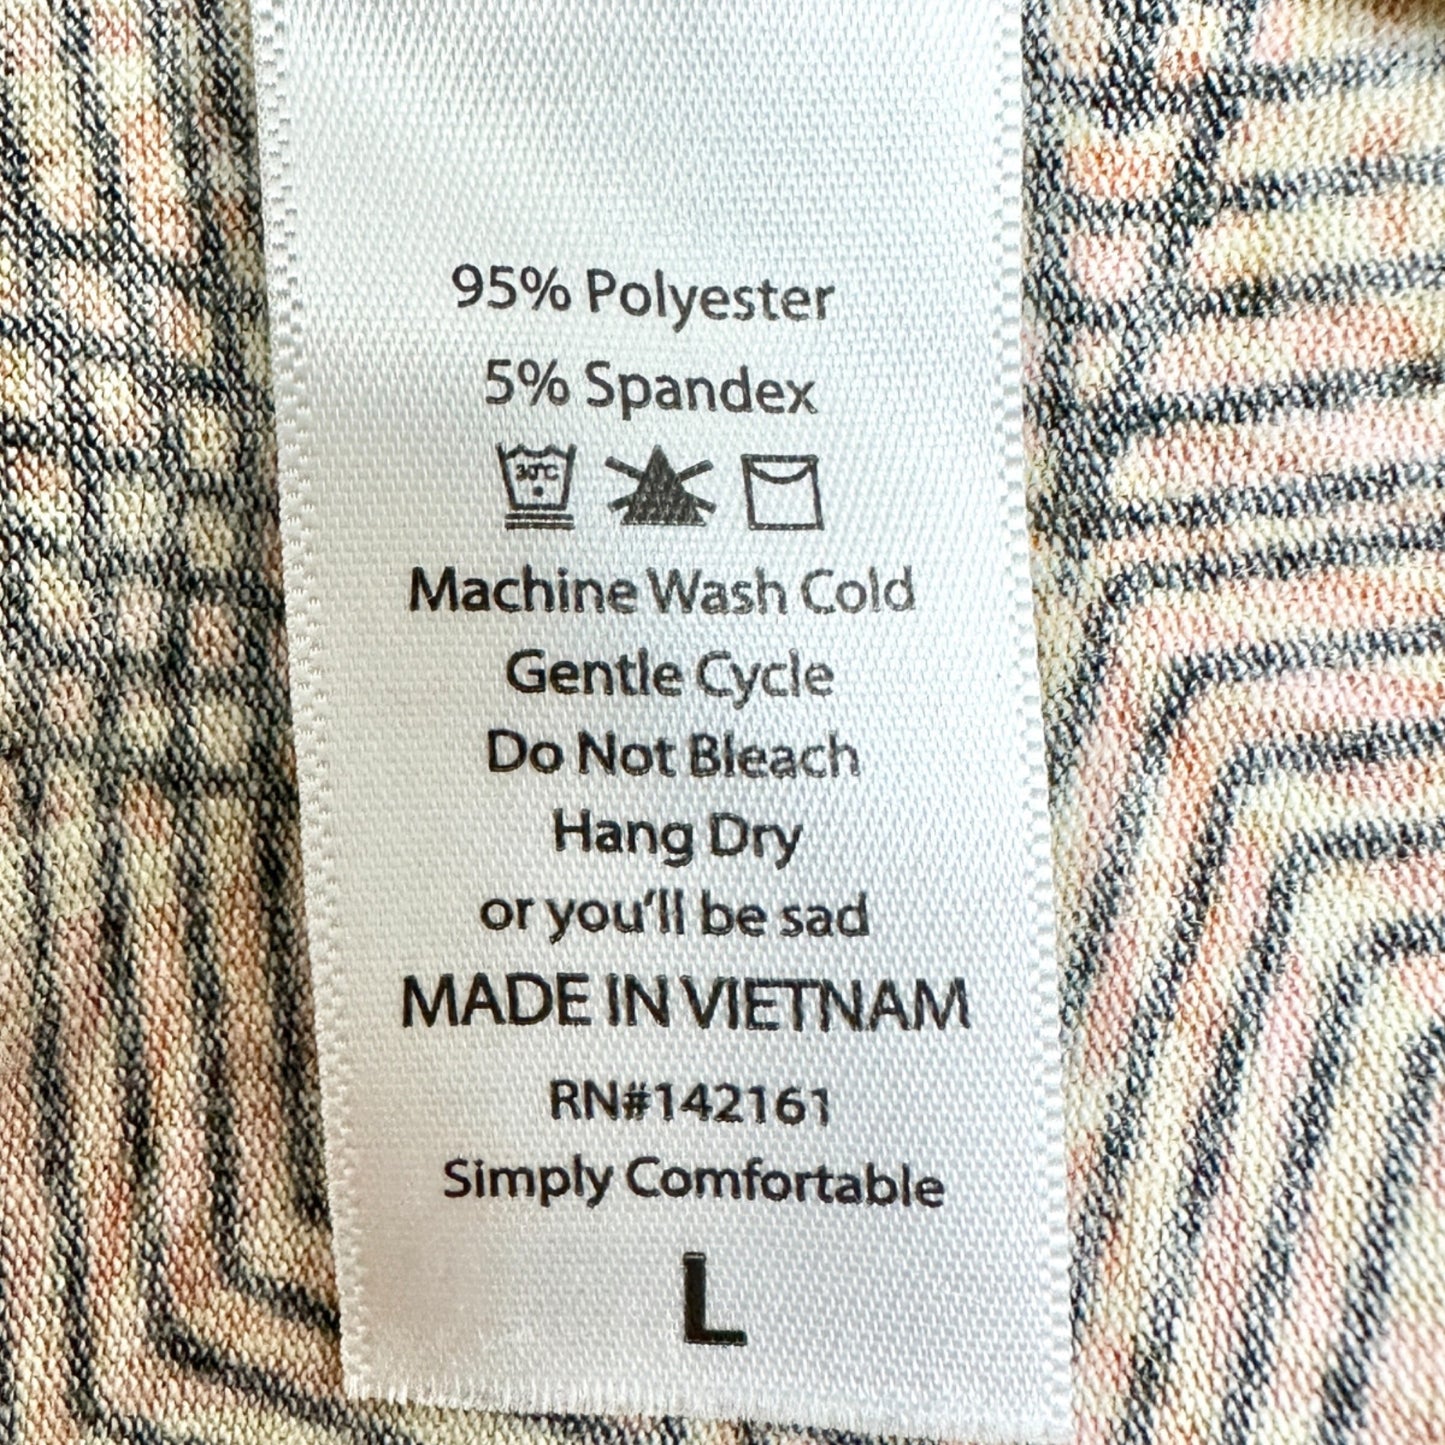 95% Polyester
5% Spandex
30°C
Machine Wash Cold
Gentle Cycle
Do Not Bleach
Hang Dry
or you'll be sad
MADE IN VIETNAM
RN#142161
Simply Comfortable
L